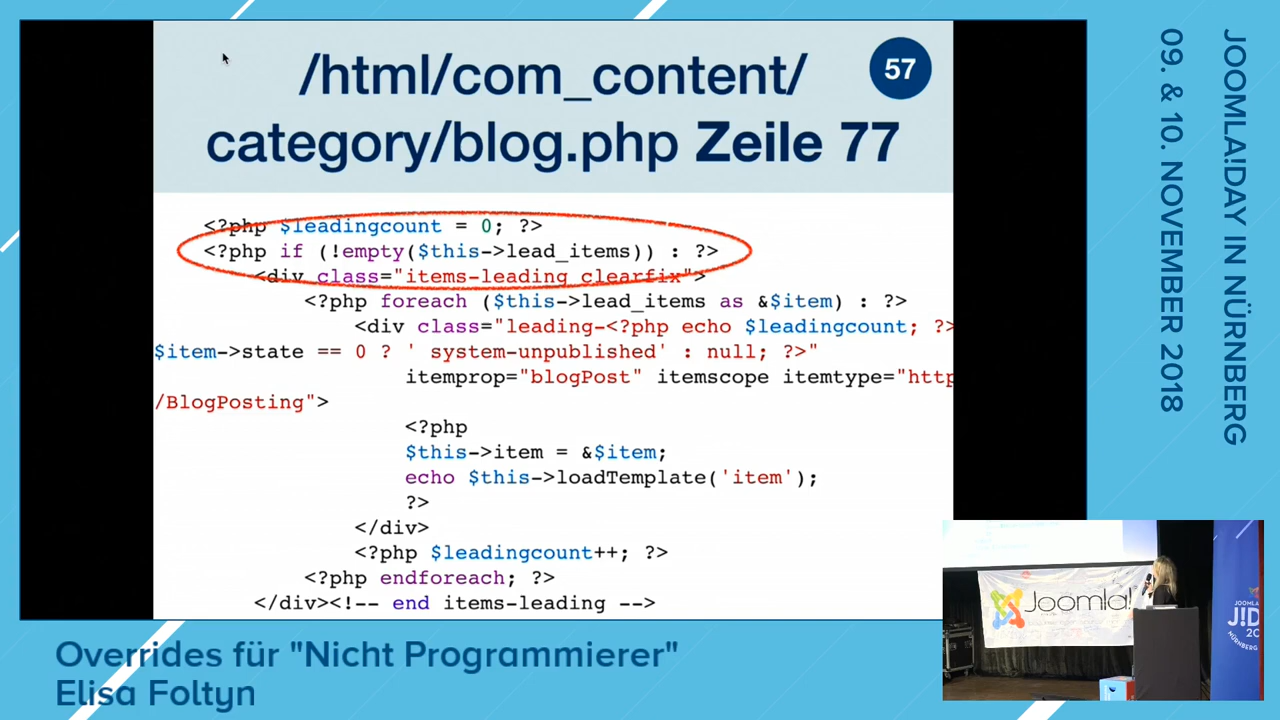 /html/com_content/
category/blog.php Zeile 77
57
<?php $leadingcount = 0; ?>
<?php if (!empty($this->lead_items)) : ?>
<div class="items-leading clearfix">
<?php foreach ($this->lead_items as &$item) : ?>
<div class="leading-<?php echo $leadingcount; ?>
$item->state == 0 ? ' system-unpublished' : null; ?>"
itemprop="blogPost" itemscope itemtype="http
/BlogPosting">
<?php
$this->item = &$item;
echo $this->loadTemplate('item');
?>
</div>
<?php $leadingcount++; ?>
<?php endforeach; ?>
</div><!-- end items-leading -->
JOOMLA!DAY IN NÜRNBERG
09. & 10. NOVEMBER 2018
Joomla!
JOOMLA
J!D
20
NÜRNBERG
Overrides für "Nicht Programmierer"
Elisa Foltyn